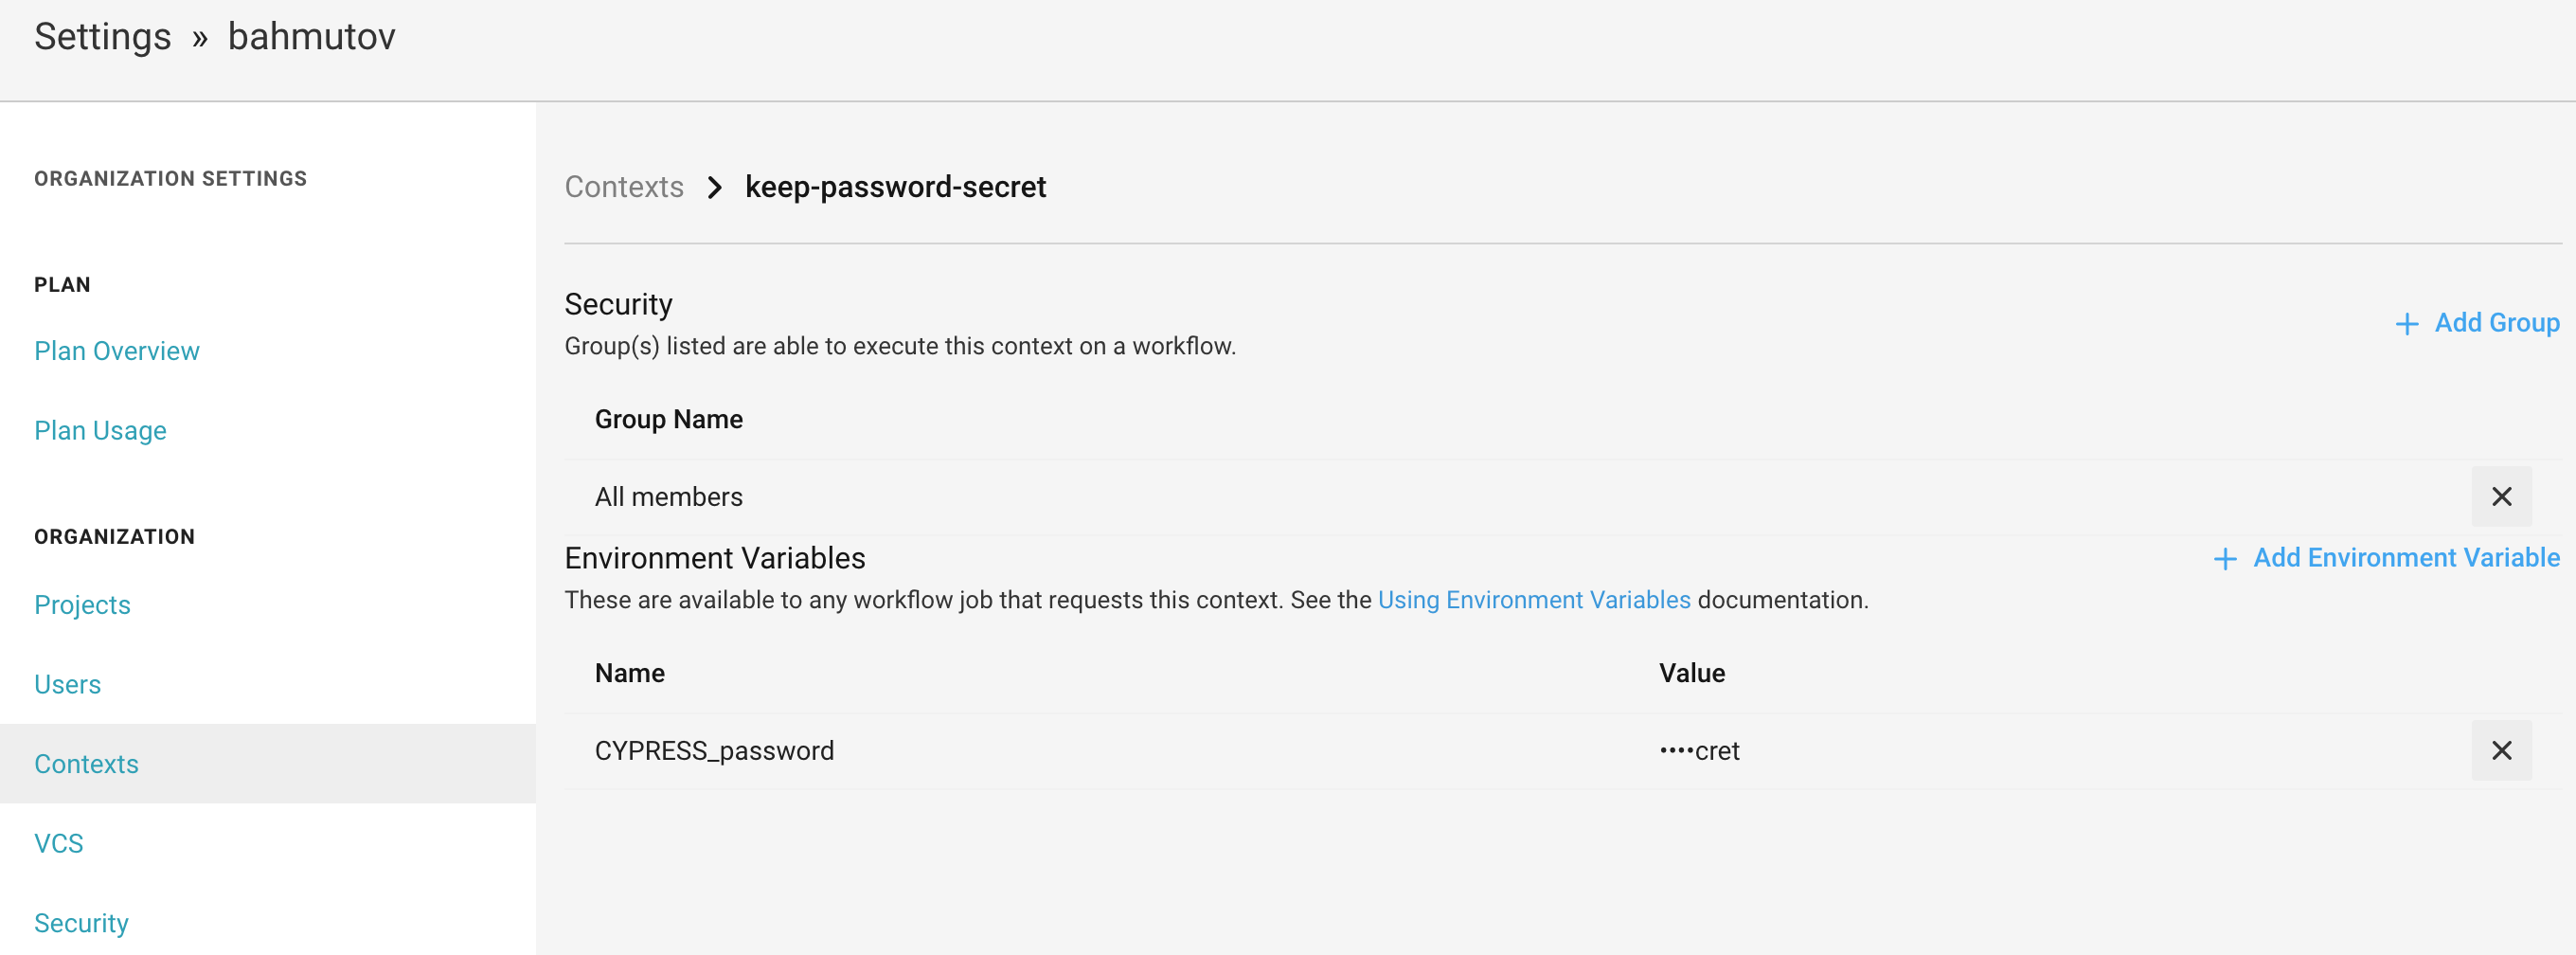 Settings » bahmutov
ORGANIZATION SETTINGS
PLAN
Plan Overview
Plan Usage
ORGANIZATION
Projects
Users
Contexts
VCS
Security
Contexts > keep-password-secret
Security
+ Add Group
Group(s) listed are able to execute this context on a workflow.
Group Name
All members
Environment Variables
+ Add Environment Variable
These are available to any workflow job that requests this context. See the Using Environment Variables documentation.
Name Value
CYPRESS_password ••••cret